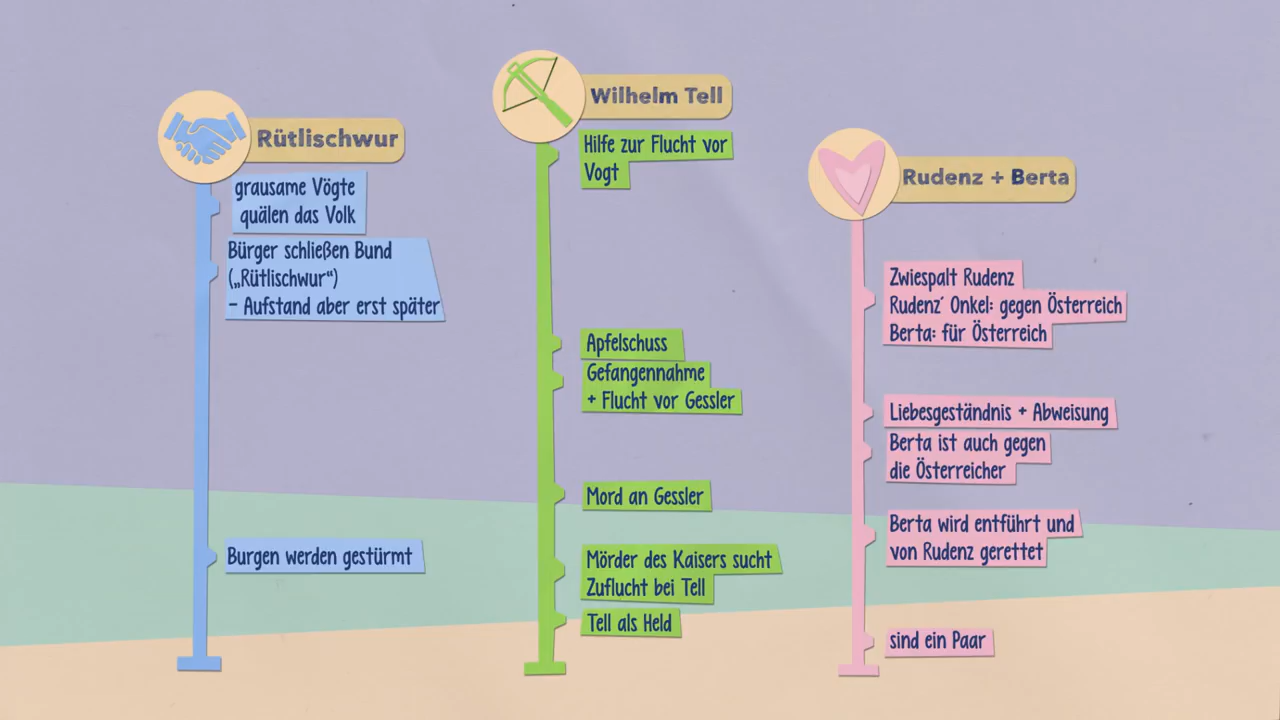 Rütlischwur
grausame Vögte
quälen das Volk
Bürger schließen Bund
(„Rütlischwur“)
– Aufstand aber erst später
Burgen werden gestürmt
Wilhelm Tell
Hilfe zur Flucht vor
Vogt
Apfelschuss
Gefangennahme
+ Flucht vor Gessler
Mord an Gessler
Mörder des Kaisers sucht
Zuflucht bei Tell
Tell als Held
Rudenz + Berta
Zwiespalt Rudenz
Rudenz´ Onkel: gegen Österreich
Berta: für Österreich
Liebesgeständnis + Abweisung
Berta ist auch gegen
die Österreicher
Berta wird entführt und
von Rudenz gerettet
sind ein Paar